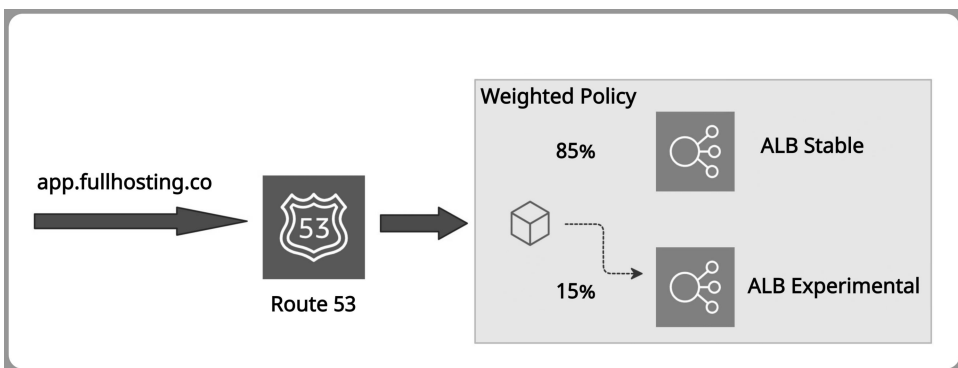 Weighted Policy
85%
ALB Stable
app.fullhosting.co
53
Route 53
15%
ALB Experimental